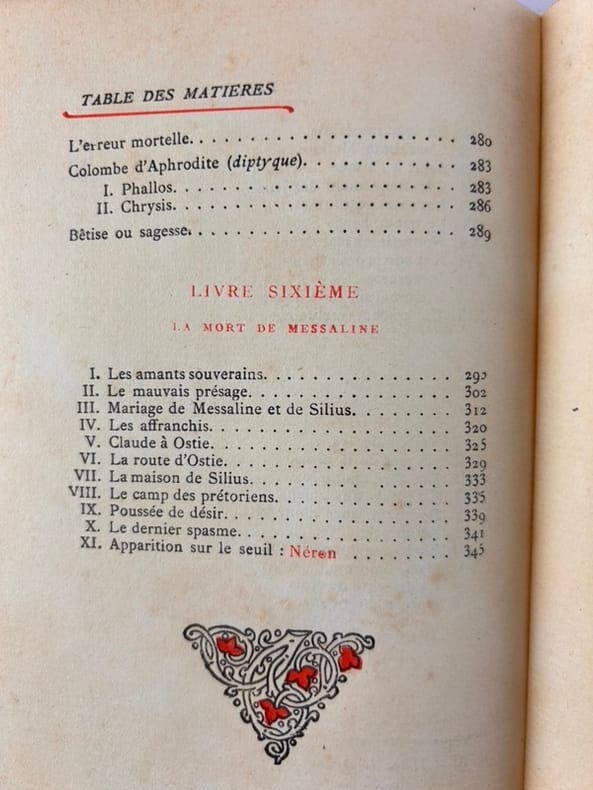 TABLE DES MATIERES
L'erreur mortelle. . . . . . . . . . . . . . . . . . 280
Colombe d'Aphrodite (diptyque). . . . . . . . . . . 283
I. Phallos. . . . . . . . . . . . . . . . . . 283
II. Chrysis. . . . . . . . . . . . . . . . . . 286
Bêtise ou sagesse. . . . . . . . . . . . . . . . . . 289
LIVRE SIXIÈME
LA MORT DE MESSALINE
I. Les amants souverains. . . . . . . . . . . . .
II. Le mauvais présage. . . . . . . . . . . . . . 302
III. Mariage de Messaline et de Silius. . . . . . . 312
IV. Les affranchis. . . . . . . . . . . . . . . . 320
V. Claude à Ostie. . . . . . . . . . . . . . . . 325
VI. La route d'Ostie. . . . . . . . . . . . . . . 329
VII. La maison de Silius. . . . . . . . . . . . . . 333
VIII. Le camp des prétoriens. . . . . . . . . . . . 335
IX. Poussée de désir. . . . . . . . . . . . . . . 339
X. Le dernier spasme. . . . . . . . . . . . . . . 341
XI. Apparition sur le seuil : Néron . . . . . . . . 345